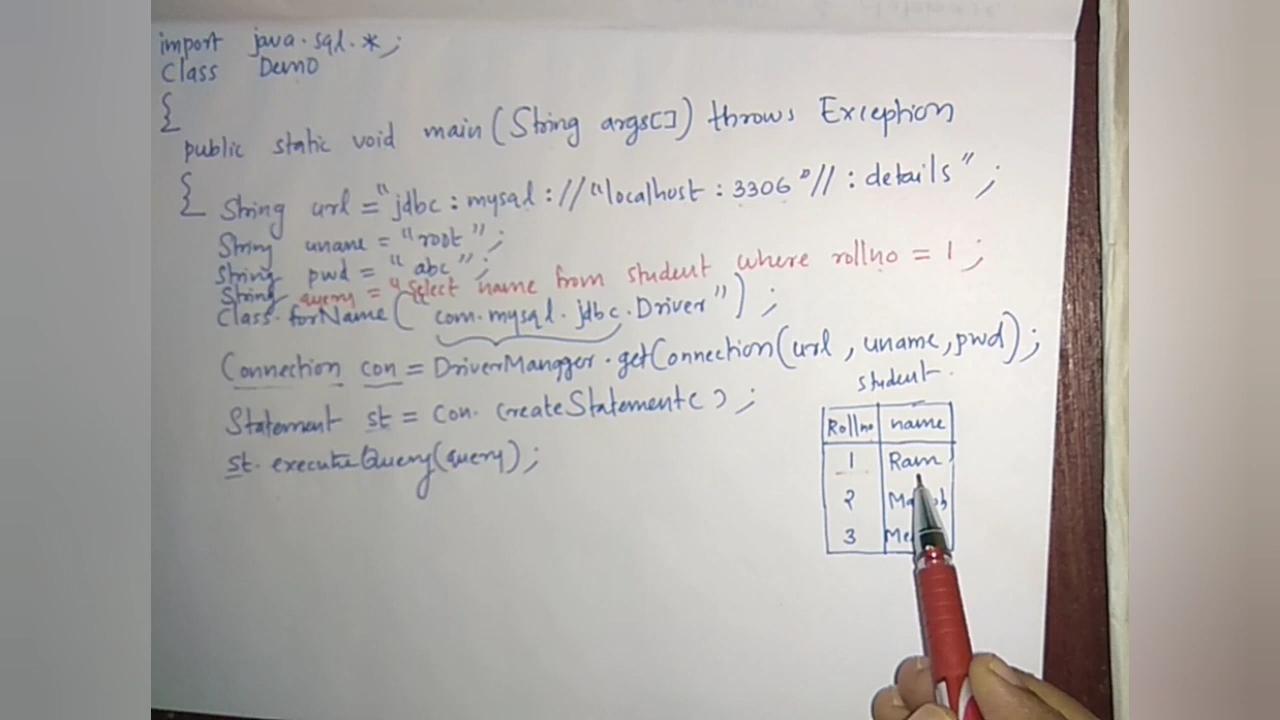 import java.sql.*;
Class Demo
{
public static void main(String args[]) throws Exception
{
String url = "jdbc:mysql://"localhost:3306"//:details";
String uname = "root";
String pwd = "abc";
String query = "select name from student where rollno = 1 ;
Class.forName("com.mysql.jdbc.Driver");
Connection con = DriverManager.getConnection(url, uname, pwd);
Statement st = con.createStatement();
st.executeQuery(query);
student
Rollno name
1 Ram
2
3